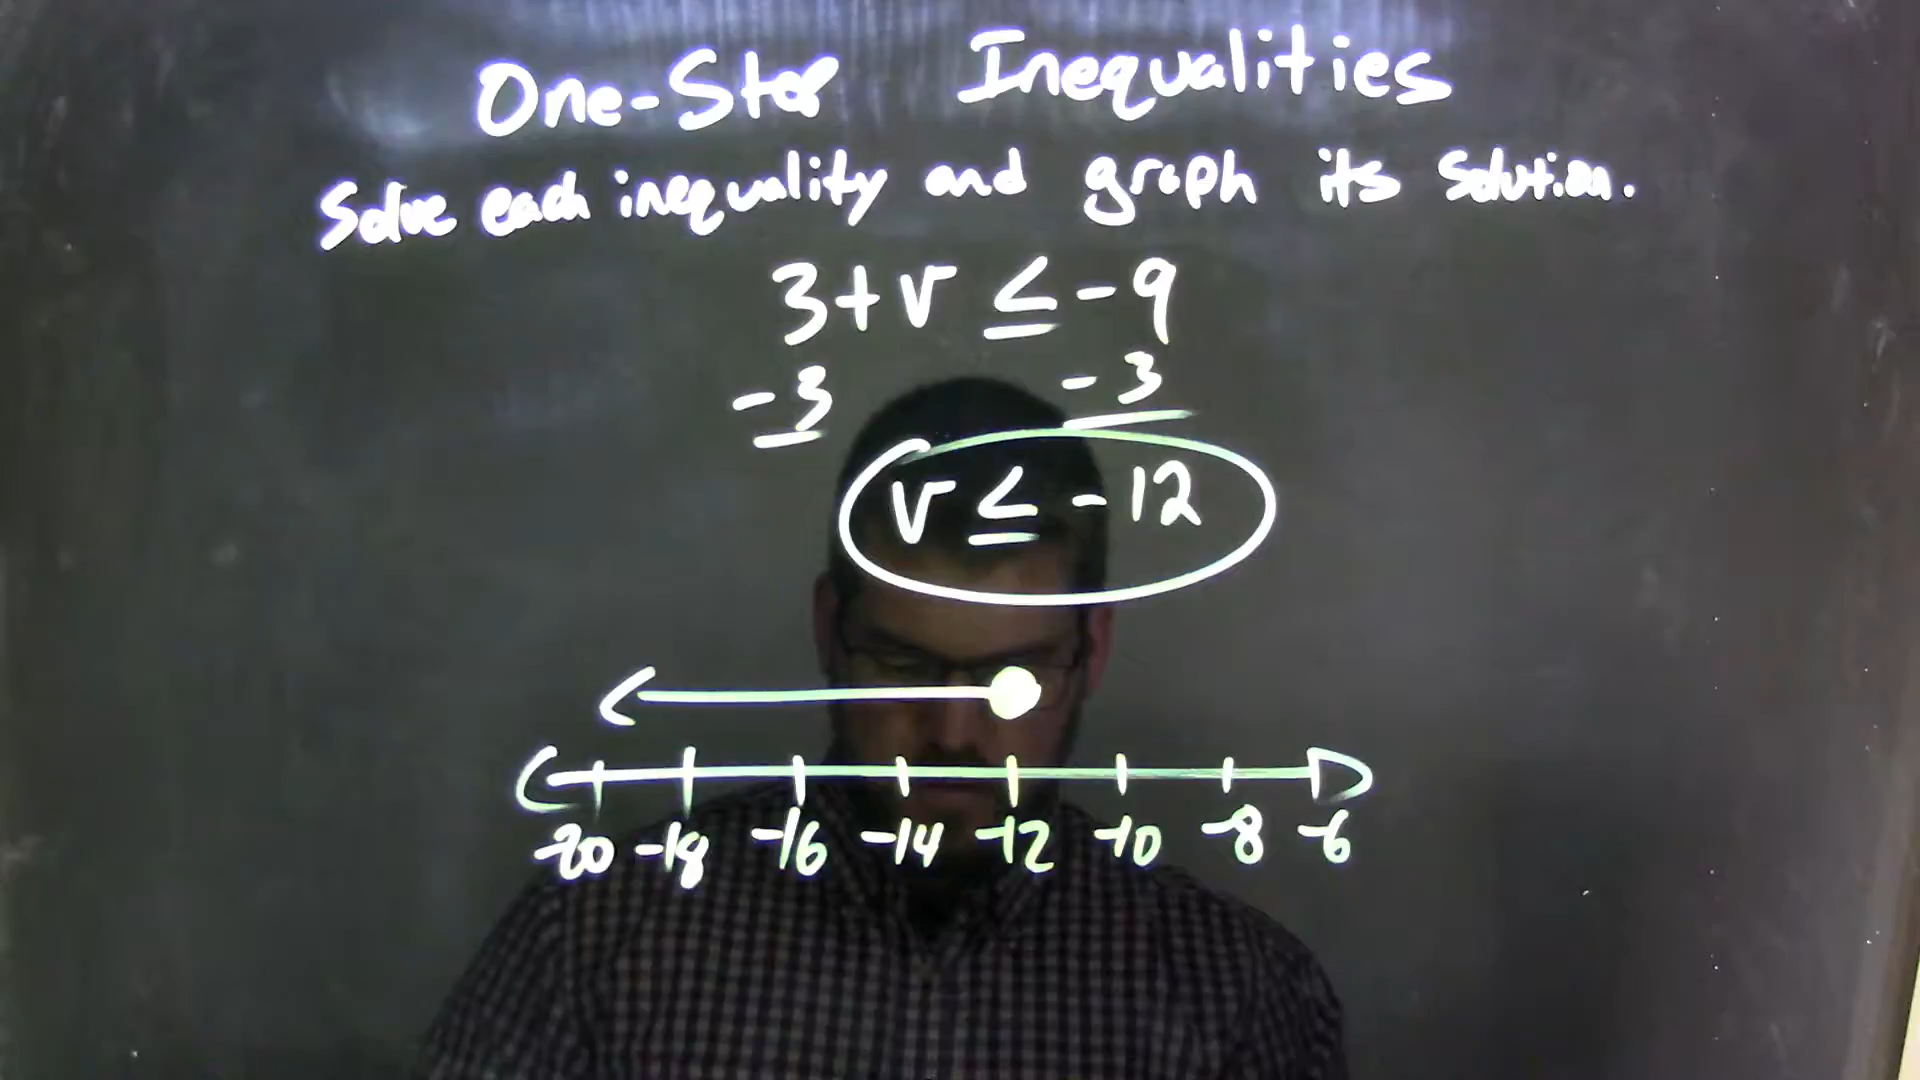 One-Step Inequalities
Solve each inequality and graph its solution.
3+v ≤ -9
-3 -3
v ≤ -12
-20 -18 -16 -14 -12 -10 -8 -6